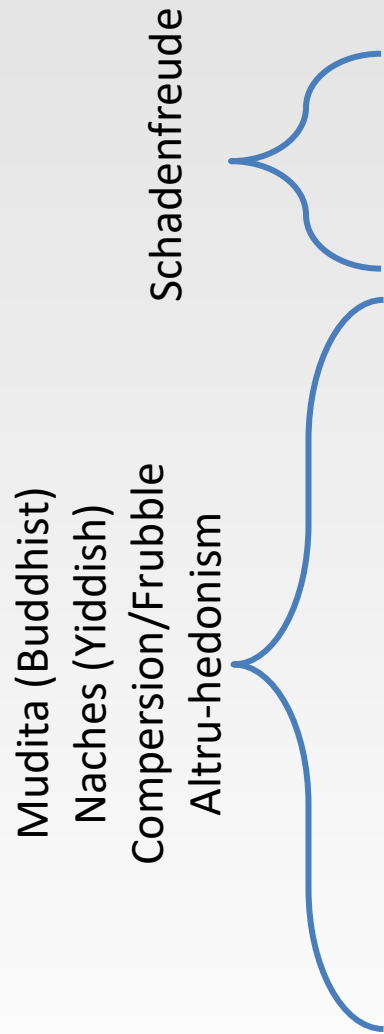 Mudita (Buddhist)
Naches (Yiddish)
Compersion/Frubble
Altru-hedonism
Schadenfreude